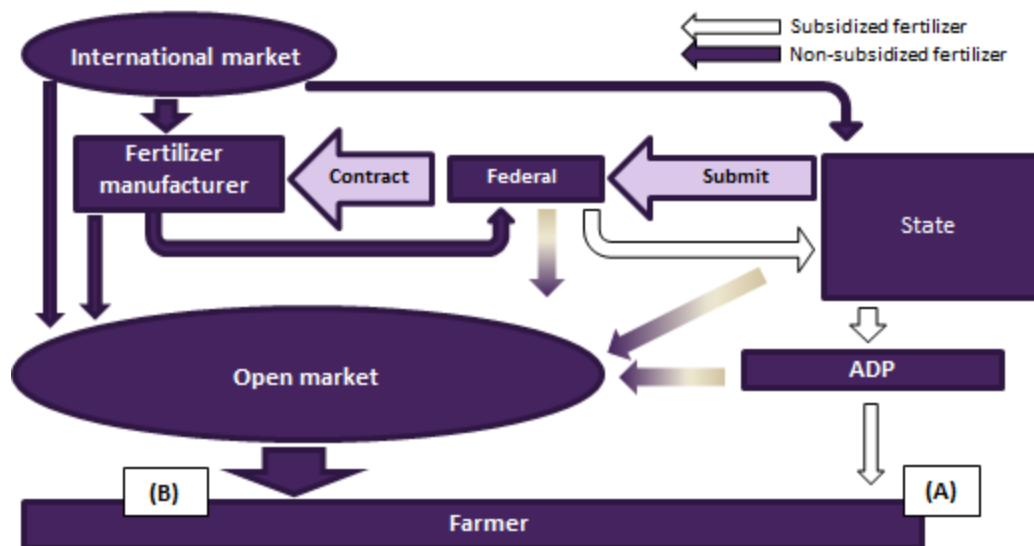 Subsidized fertilizer
Non-subsidized fertilizer
International market
Fertilizer
manufacturer
Contract
Federal
Submit
State
Open market
ADP
(B)
(A)
Farmer